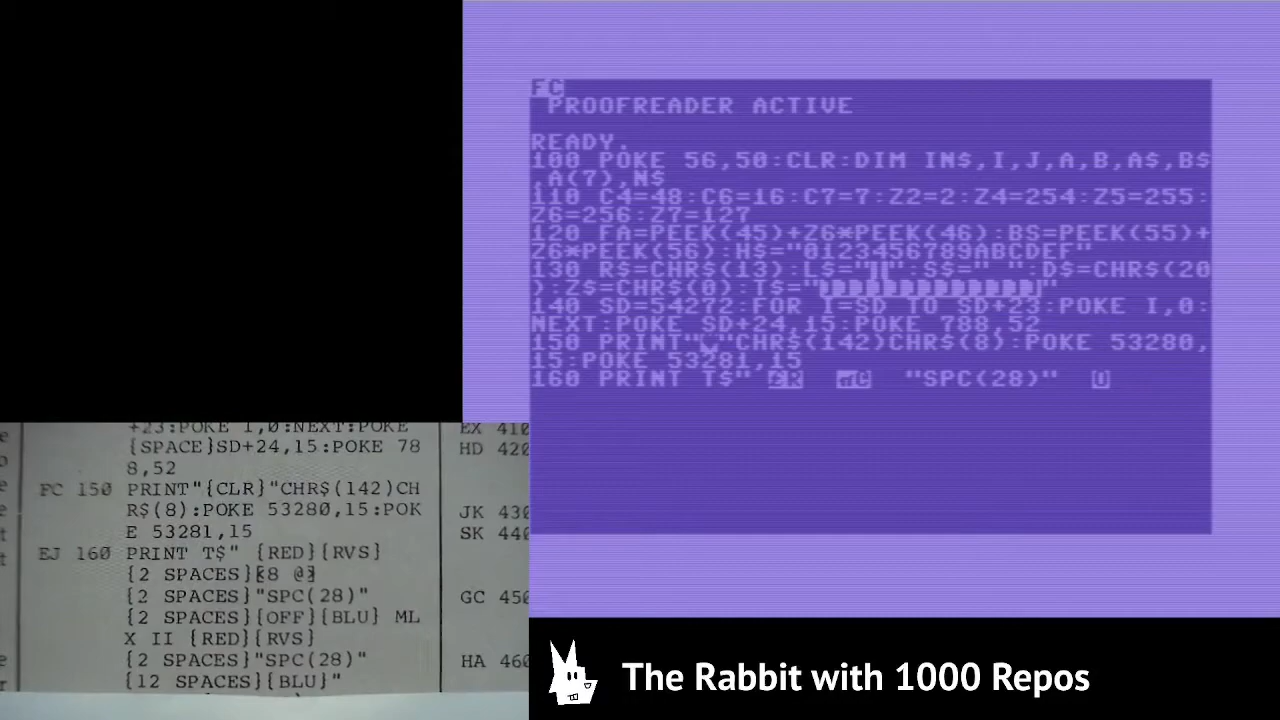 FC
PROOFREADER ACTIVE
READY.
100 POKE 56,50:CLR:DIM IN$,I,J,A,B,A$,B$
,A(7),N$
110 C4=48:C6=16:C7=7:Z2=2:Z4=254:Z5=255:
Z6=256:Z7=127
120 FA=PEEK(45)+Z6*PEEK(46):BS=PEEK(55)+
Z6*PEEK(56):H$="0123456789ABCDEF"
130 R$=CHR$(13):L$="":S$=" ":D$=CHR$(20
):Z$=CHR$(0):T$=""
140 SD=54272:FOR I=SD TO SD+23:POKE I,0:
NEXT:POKE SD+24,15:POKE 788,52
150 PRINT""CHR$(142)CHR$(8):POKE 53280,
15:POKE 53281,15
160 PRINT T$" £R "SPC(28)"
+23:POKE I,0:NEXT:POKE
{SPACE}SD+24,15:POKE 78
8,52
FC 150 PRINT"{CLR}"CHR$(142)CH
R$(8):POKE 53280,15:POK
E 53281,15
EJ 160 PRINT T$" {RED}{RVS}
{2 SPACES}{8 @}
{2 SPACES}"SPC(28)"
{2 SPACES}{OFF}{BLU} ML
X II {RED}{RVS}
{2 SPACES}"SPC(28)"
{12 SPACES}{BLU}"
EX 410
HD 420
JK 430
SK 440
GC 450
HA 460
The Rabbit with 1000 Repos